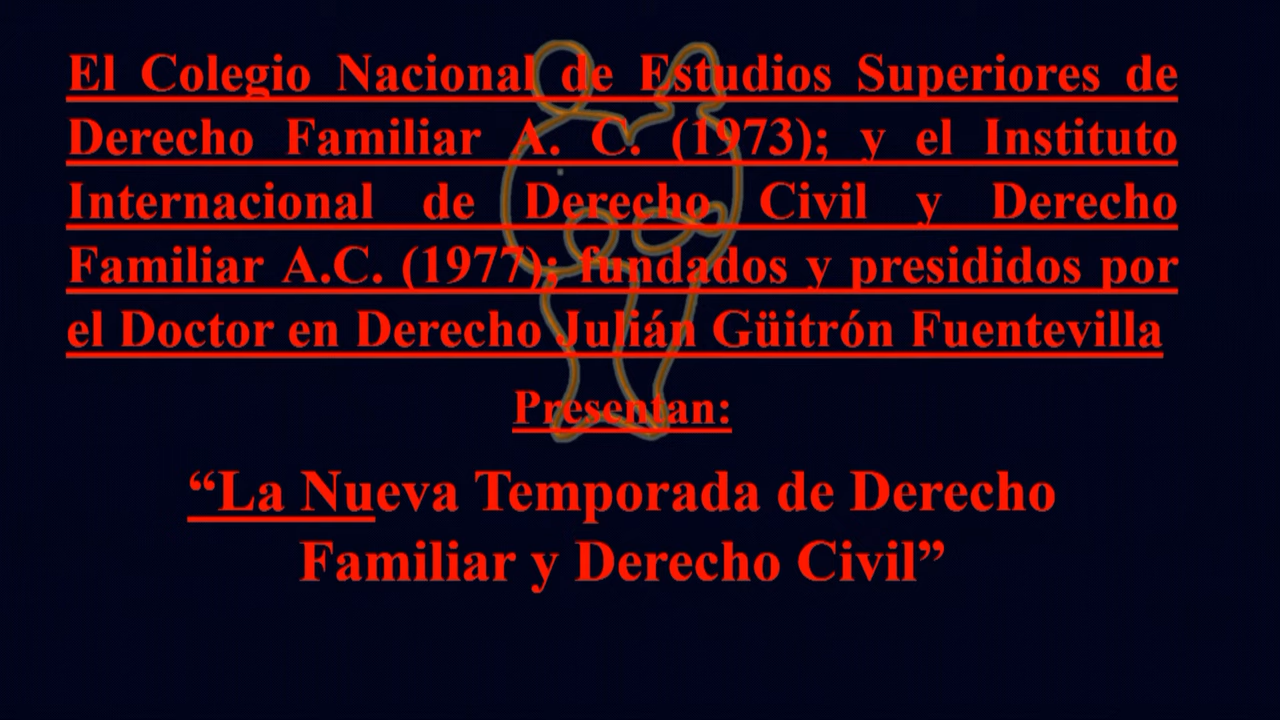 El Colegio Nacional de Estudios Superiores de
Derecho Familiar A. C. (1973); y el Instituto
Internacional de Derecho Civil y Derecho
Familiar A.C. (1977); fundados y presididos por
el Doctor en Derecho Julián Güitrón Fuentevilla
Presentan:
“La Nueva Temporada de Derecho
Familiar y Derecho Civil”